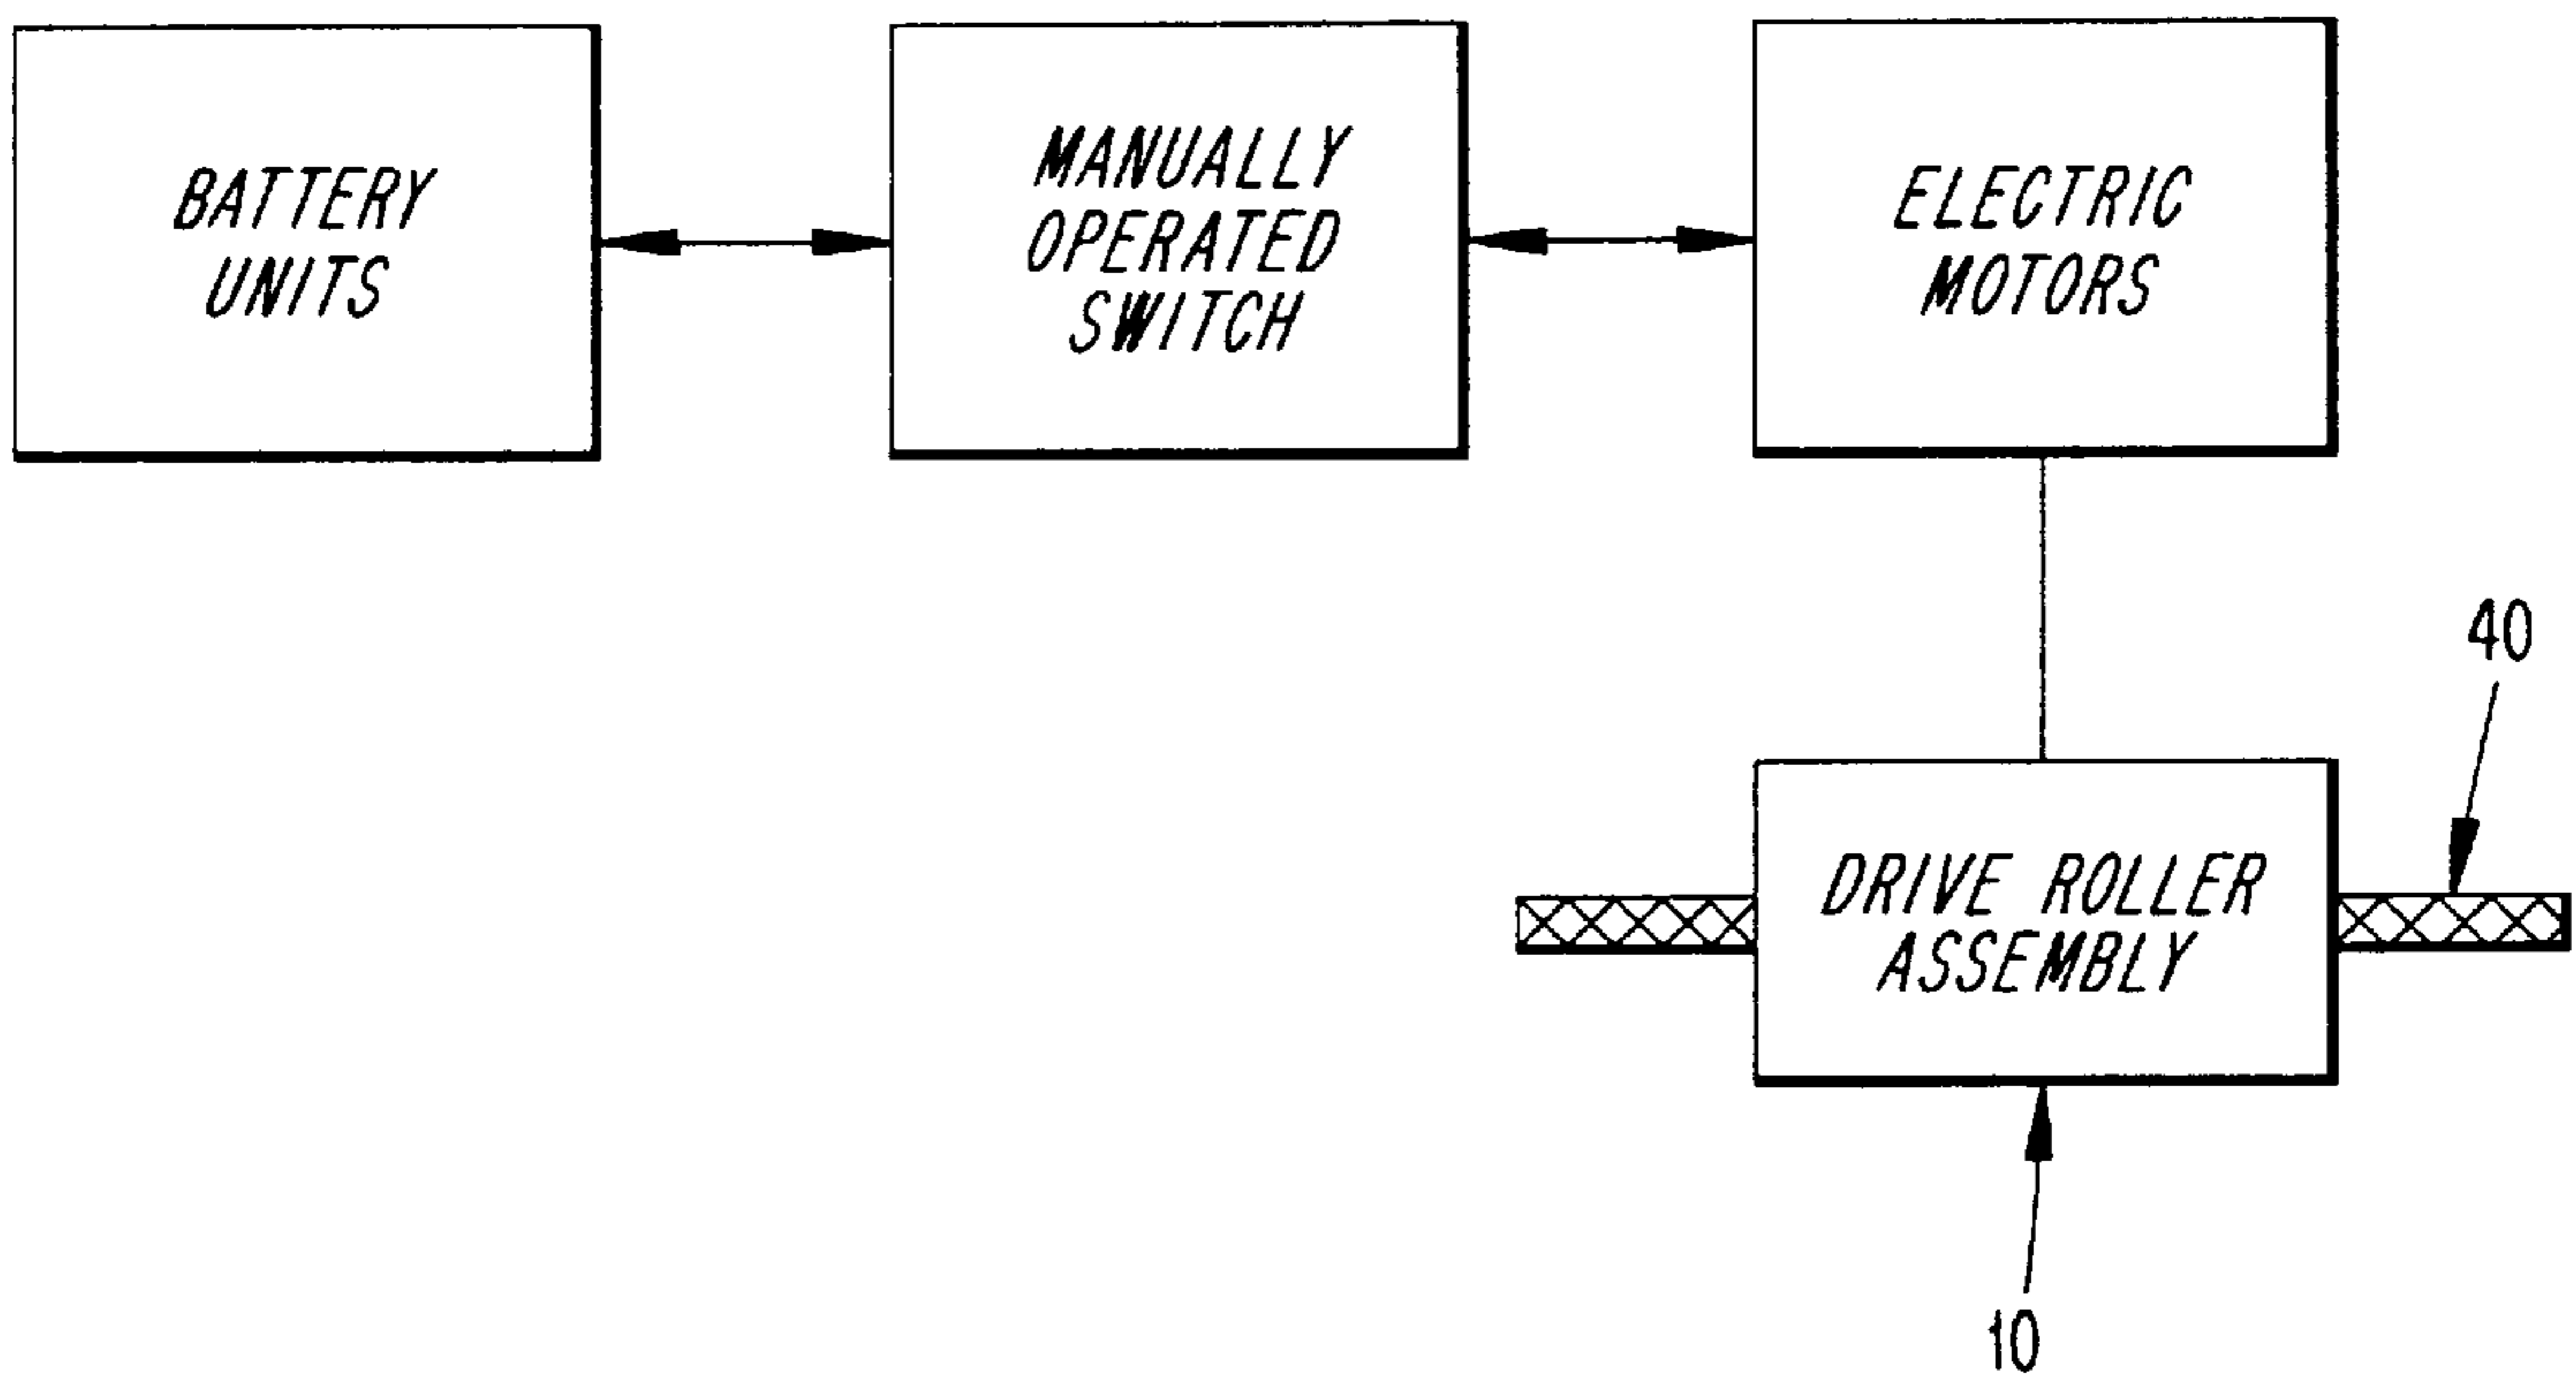 BATTERY
UNITS
MANUALLY
OPERATED
SWITCH
ELECTRIC
MOTORS
40
DRIVE ROLLER
ASSEMBLY
10